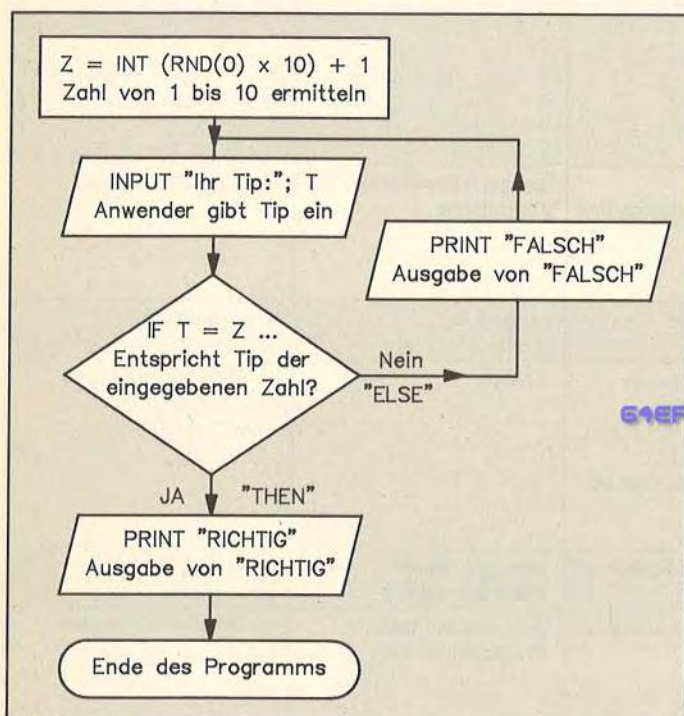 Z = INT (RND(0) x 10) + 1
Zahl von 1 bis 10 ermitteln
INPUT "Ihr Tip:"; T
Anwender gibt Tip ein
PRINT "FALSCH"
Ausgabe von "FALSCH"
IF T = Z ...
Entspricht Tip der
eingegebenen Zahl?
Nein
"ELSE"
64ER
JA "THEN"
PRINT "RICHTIG"
Ausgabe von "RICHTIG"
Ende des Programms